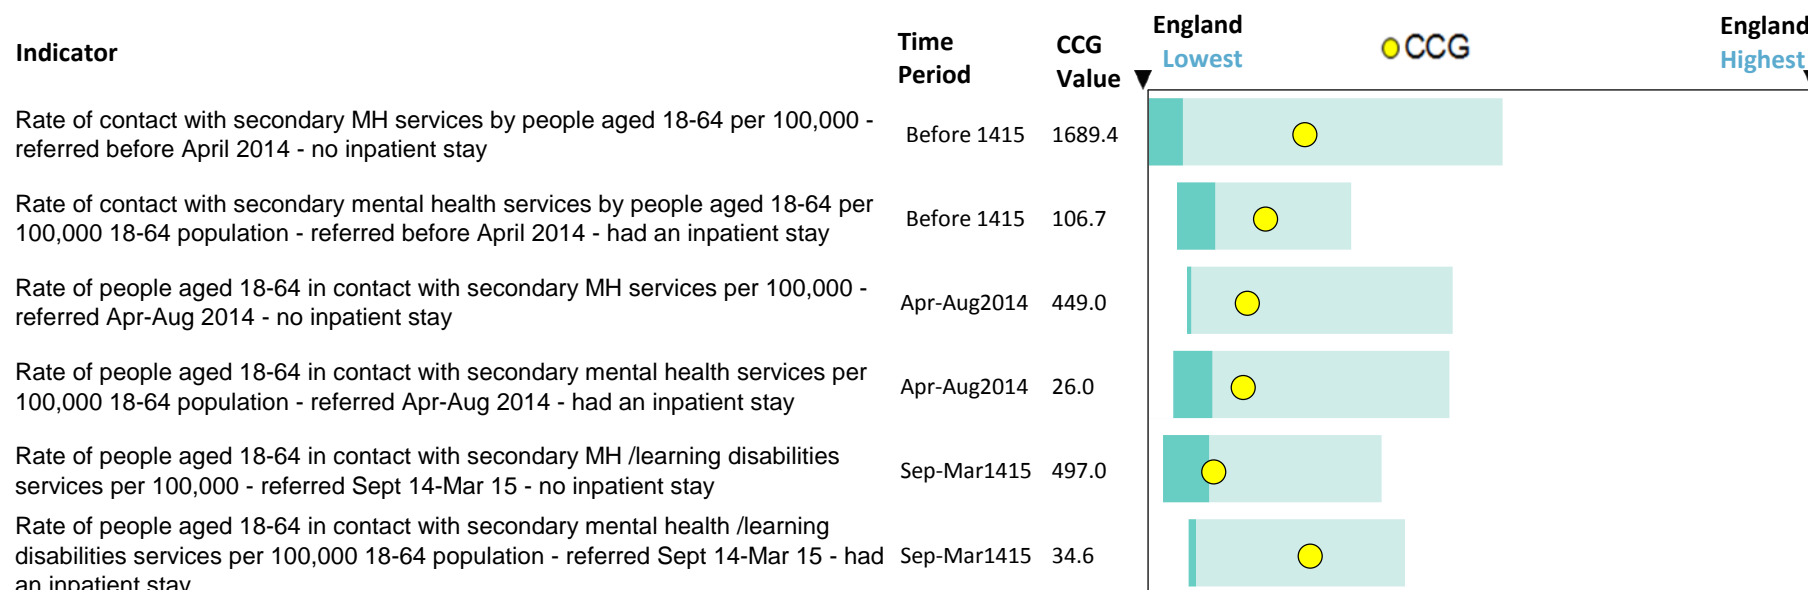 Indicator
Time
Period
CCG
Value
England
Lowest
CCG
England
Highest
Rate of contact with secondary MH services by people aged 18-64 per 100,000 -
referred before April 2014 - no inpatient stay
Before 1415
1689.4
Rate of contact with secondary mental health services by people aged 18-64 per
100,000 18-64 population - referred before April 2014 - had an inpatient stay
Before 1415
106.7
Rate of people aged 18-64 in contact with secondary MH services per 100,000 -
referred Apr-Aug 2014 - no inpatient stay
Apr-Aug2014
449.0
Rate of people aged 18-64 in contact with secondary mental health services per
100,000 18-64 population - referred Apr-Aug 2014 - had an inpatient stay
Apr-Aug2014
26.0
Rate of people aged 18-64 in contact with secondary MH /learning disabilities
services per 100,000 - referred Sept 14-Mar 15 - no inpatient stay
Sep-Mar1415
497.0
Rate of people aged 18-64 in contact with secondary mental health /learning
disabilities services per 100,000 18-64 population - referred Sept 14-Mar 15 - had
an inpatient stay
Sep-Mar1415
34.6